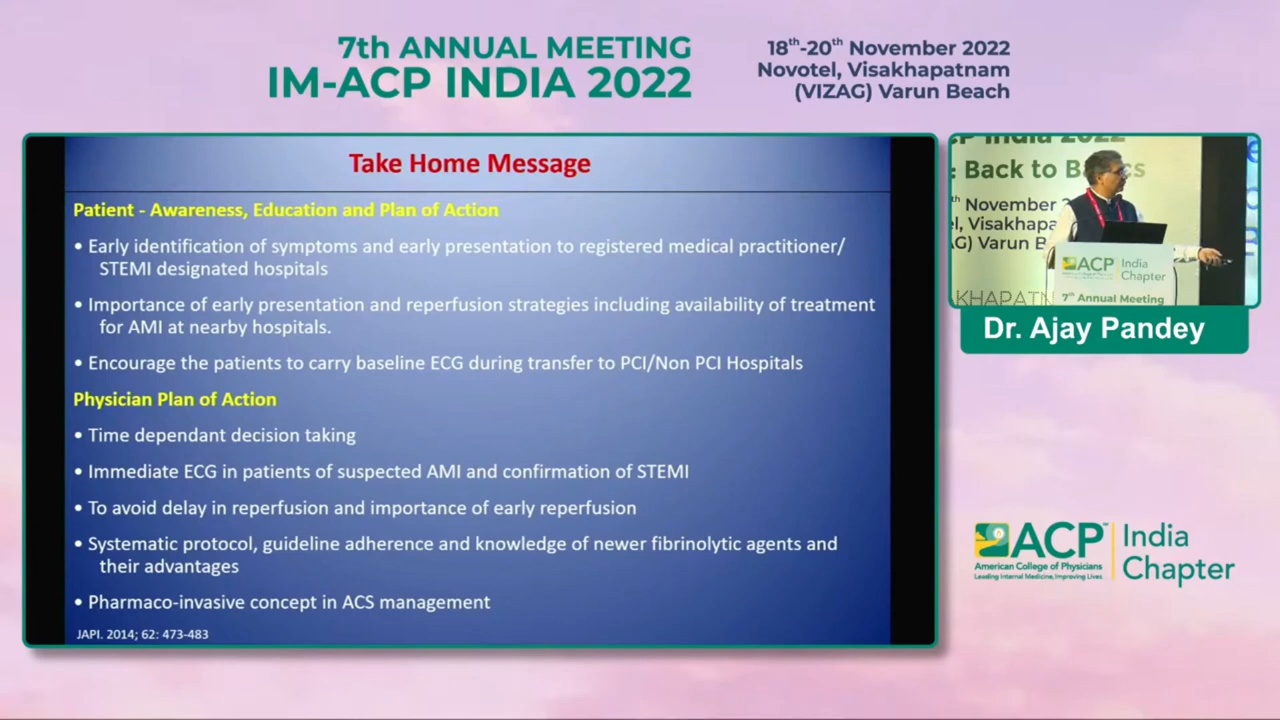 7th ANNUAL MEETING
IM-ACP INDIA 2022
18th-20th November 2022
Novotel, Visakhapatnam
(VIZAG) Varun Beach
Take Home Message
Patient - Awareness, Education and Plan of Action
• Early identification of symptoms and early presentation to registered medical practitioner/
STEMI designated hospitals
• Importance of early presentation and reperfusion strategies including availability of treatment
for AMI at nearby hospitals.
• Encourage the patients to carry baseline ECG during transfer to PCI/Non PCI Hospitals
Physician Plan of Action
• Time dependant decision taking
• Immediate ECG in patients of suspected AMI and confirmation of STEMI
• To avoid delay in reperfusion and importance of early reperfusion
• Systematic protocol, guideline adherence and knowledge of newer fibrinolytic agents and
their advantages
• Pharmaco-invasive concept in ACS management
JAPI. 2014; 62: 473-483
India 2022
: Back to
November
Varun
ACP India
Chapter
7th Annual Meeting
Dr. Ajay Pandey
ACP™
American College of Physicians
Leading Internal Medicine, Improving Lives
India
Chapter